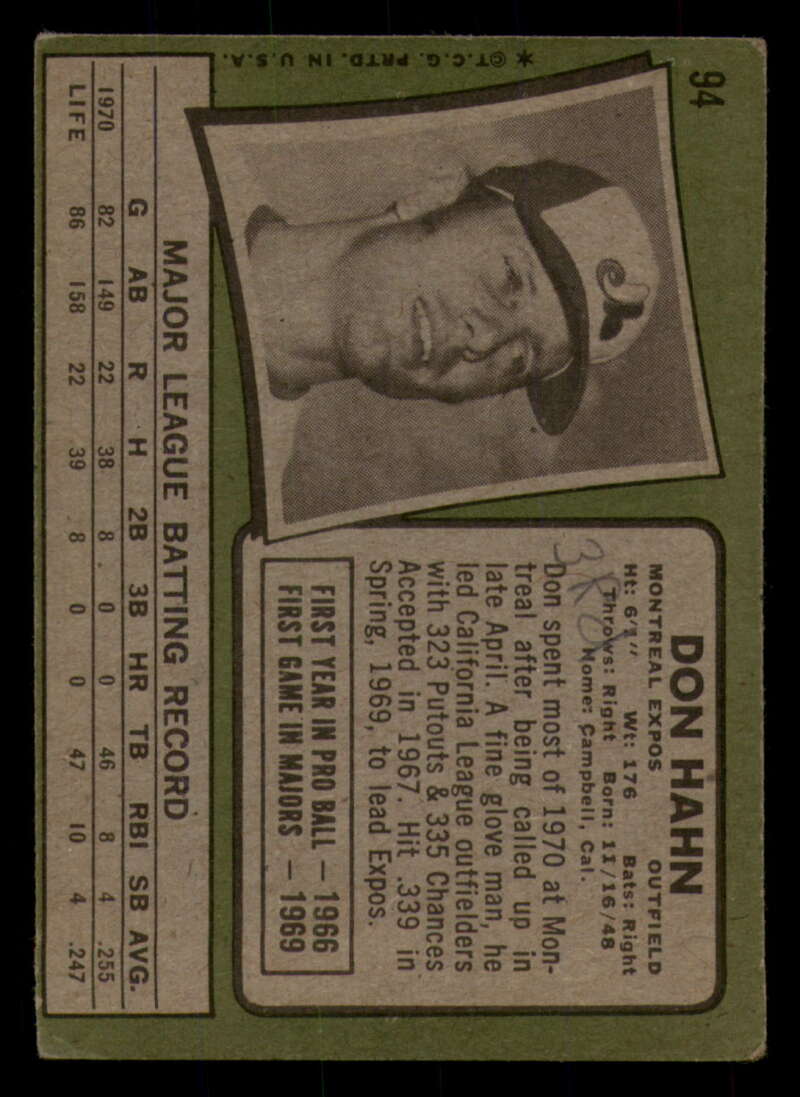 94
DON HAHN
MONTREAL EXPOS OUTFIELD
Ht: 6'1" Wt: 176 Bats: Right
Throws: Right Born: 11/16/48
Home: Campbell, Cal.
Don spent most of 1970 at Mon-
treal after being called up in
late April. A fine glove man, he
led California League outfielders
with 323 Putouts & 335 Chances
Accepted in 1967. Hit .339 in
Spring, 1969, to lead Expos.
FIRST YEAR IN PRO BALL — 1966
FIRST GAME IN MAJORS — 1969
MAJOR LEAGUE BATTING RECORD
G AB R H 2B 3B HR TB RBI SB AVG.
1970 82 149 22 38 8 0 0 46 8 4 .255
LIFE 86 158 22 39 8 0 0 47 10 4 .247
* ©T.C.G. PRTD. IN U.S.A.